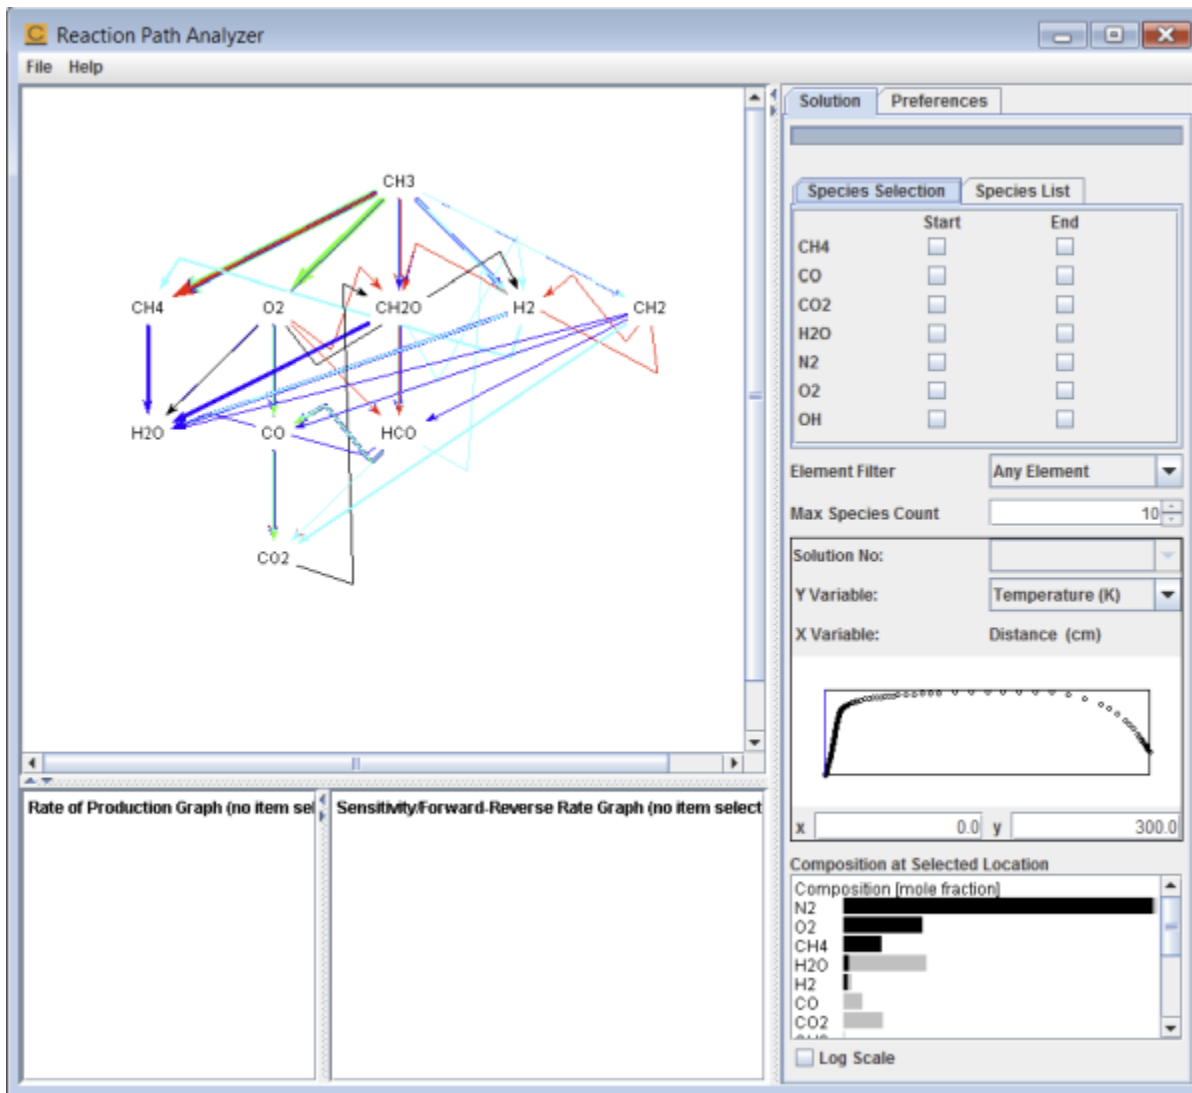 Reaction Path Analyzer
File Help
CH3
CH4 O2 CH2O H2 CH2
H2O CO HCO
CO2
Rate of Production Graph (no item sel
Sensitivity/Forward-Reverse Rate Graph (no item select
Solution Preferences
Species Selection Species List
Start End
CH4
CO
CO2
H2O
N2
O2
OH
Element Filter Any Element
Max Species Count 10
Solution No:
Y Variable: Temperature (K)
X Variable: Distance (cm)
x 0.0 y 300.0
Composition at Selected Location
Composition [mole fraction]
N2
O2
CH4
H2O
H2
CO
CO2
Log Scale